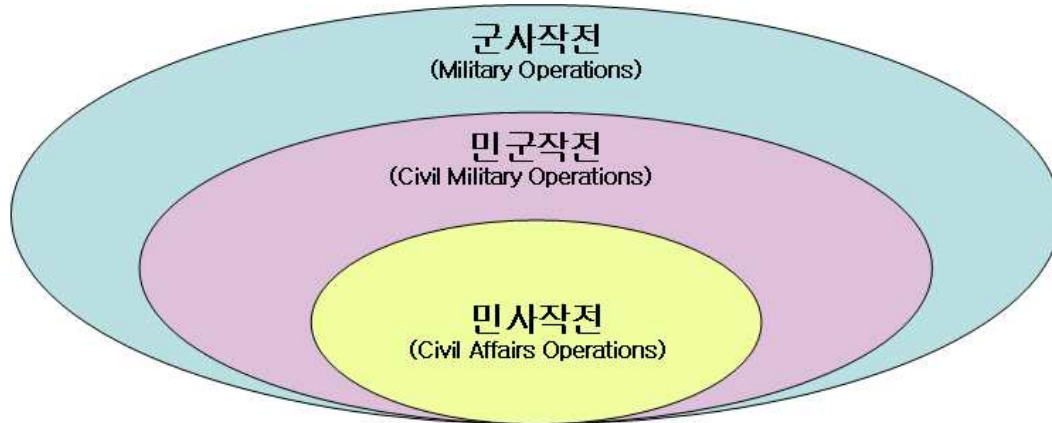 군사작전
(Military Operations)
민군작전
(Civil Military Operations)
민사작전
(Civil Affairs Operations)